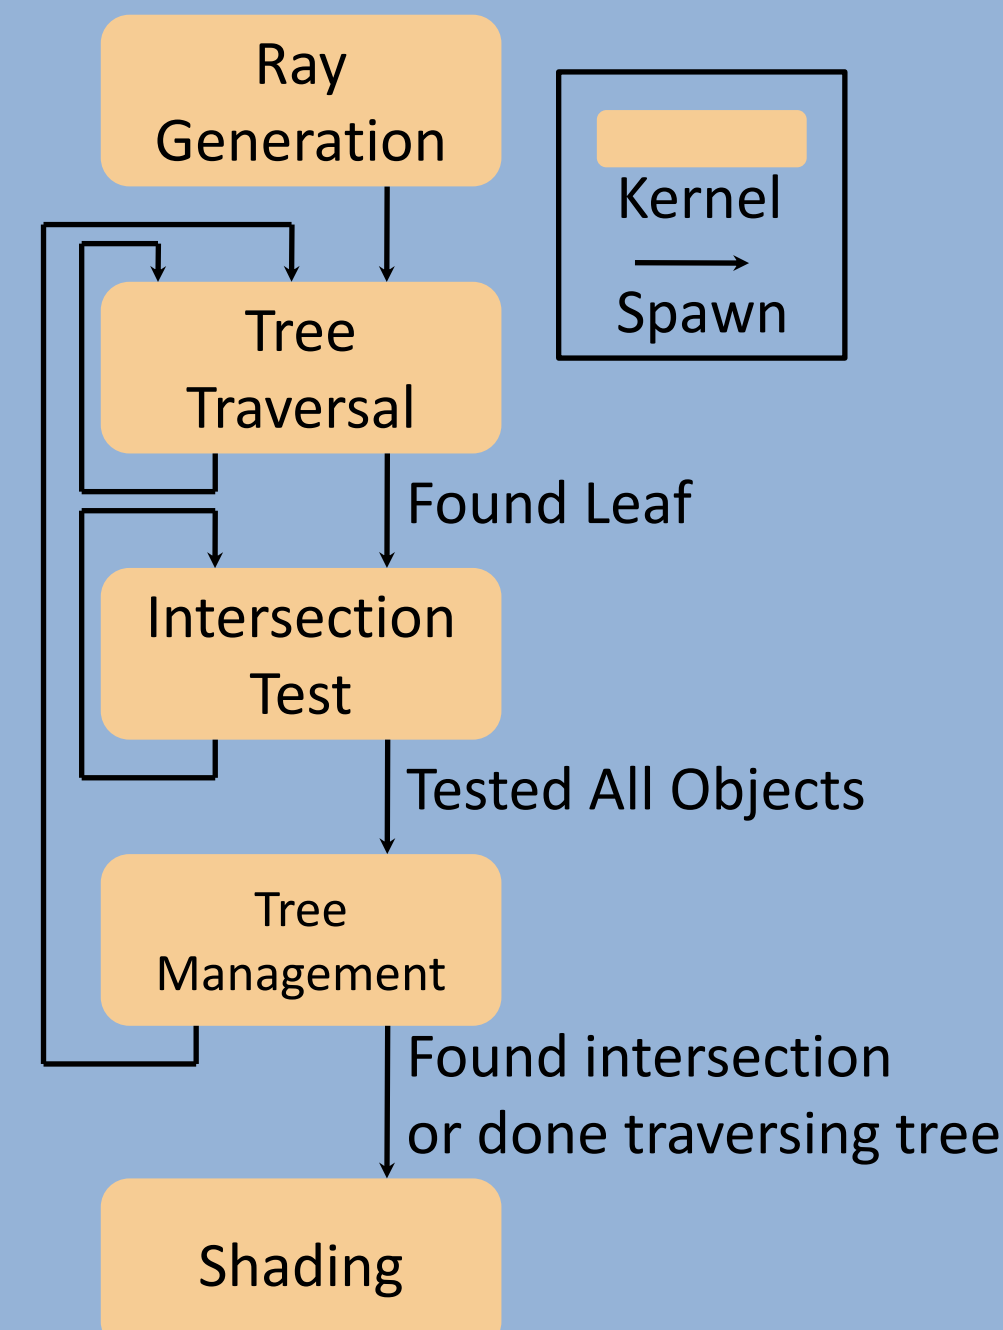 Ray
Generation
Kernel
Spawn
Tree
Traversal
Found Leaf
Intersection
Test
Tested All Objects
Tree
Management
Found intersection
or done traversing tree
Shading